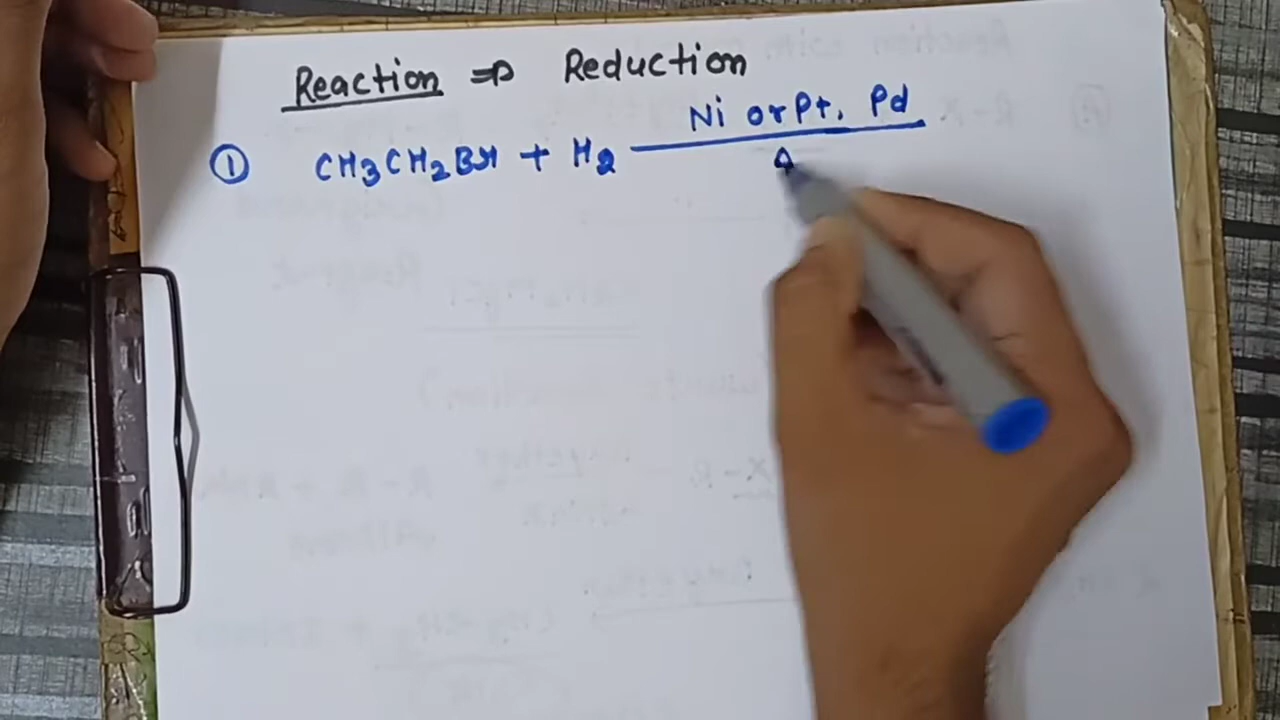 Reaction ⇒ Reduction
Ni or Pt, Pd
① CH₃CH₂Br + H₂
Δ